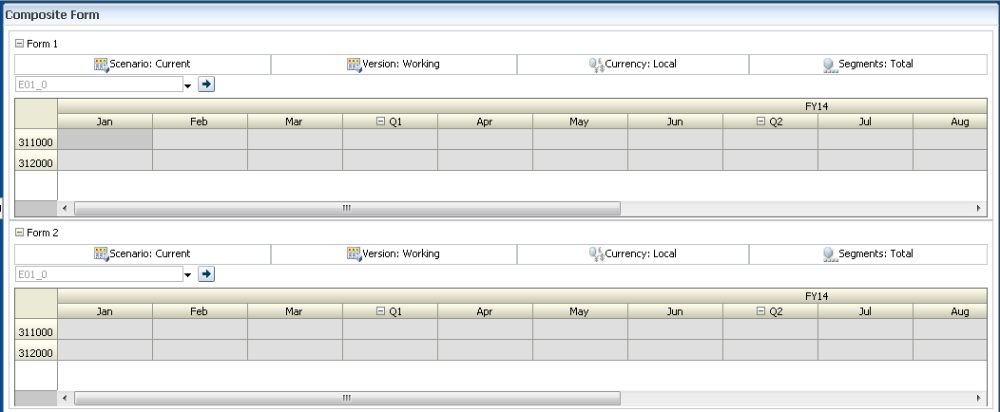 Composite Form
Form 1
Scenario: Current Version: Working Currency: Local Segments: Total
E01_0
FY14
Jan Feb Mar Q1 Apr May Jun Q2 Jul Aug
311000
312000
Form 2
Scenario: Current Version: Working Currency: Local Segments: Total
E01_0
FY14
Jan Feb Mar Q1 Apr May Jun Q2 Jul Aug
311000
312000